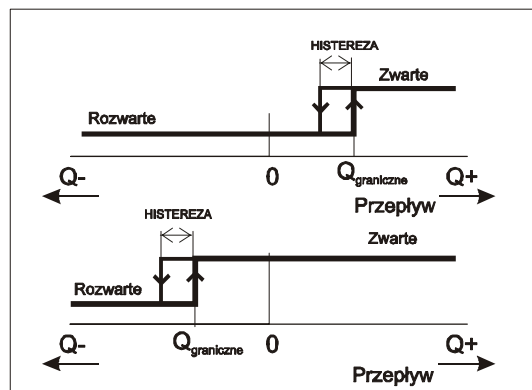 HISTEREZA
Zwarte
Rozwarte
Q- 0 Qgraniczne Q+
Przepływ
HISTEREZA
Zwarte
Rozwarte
Q- Qgraniczne 0 Q+
Przepływ